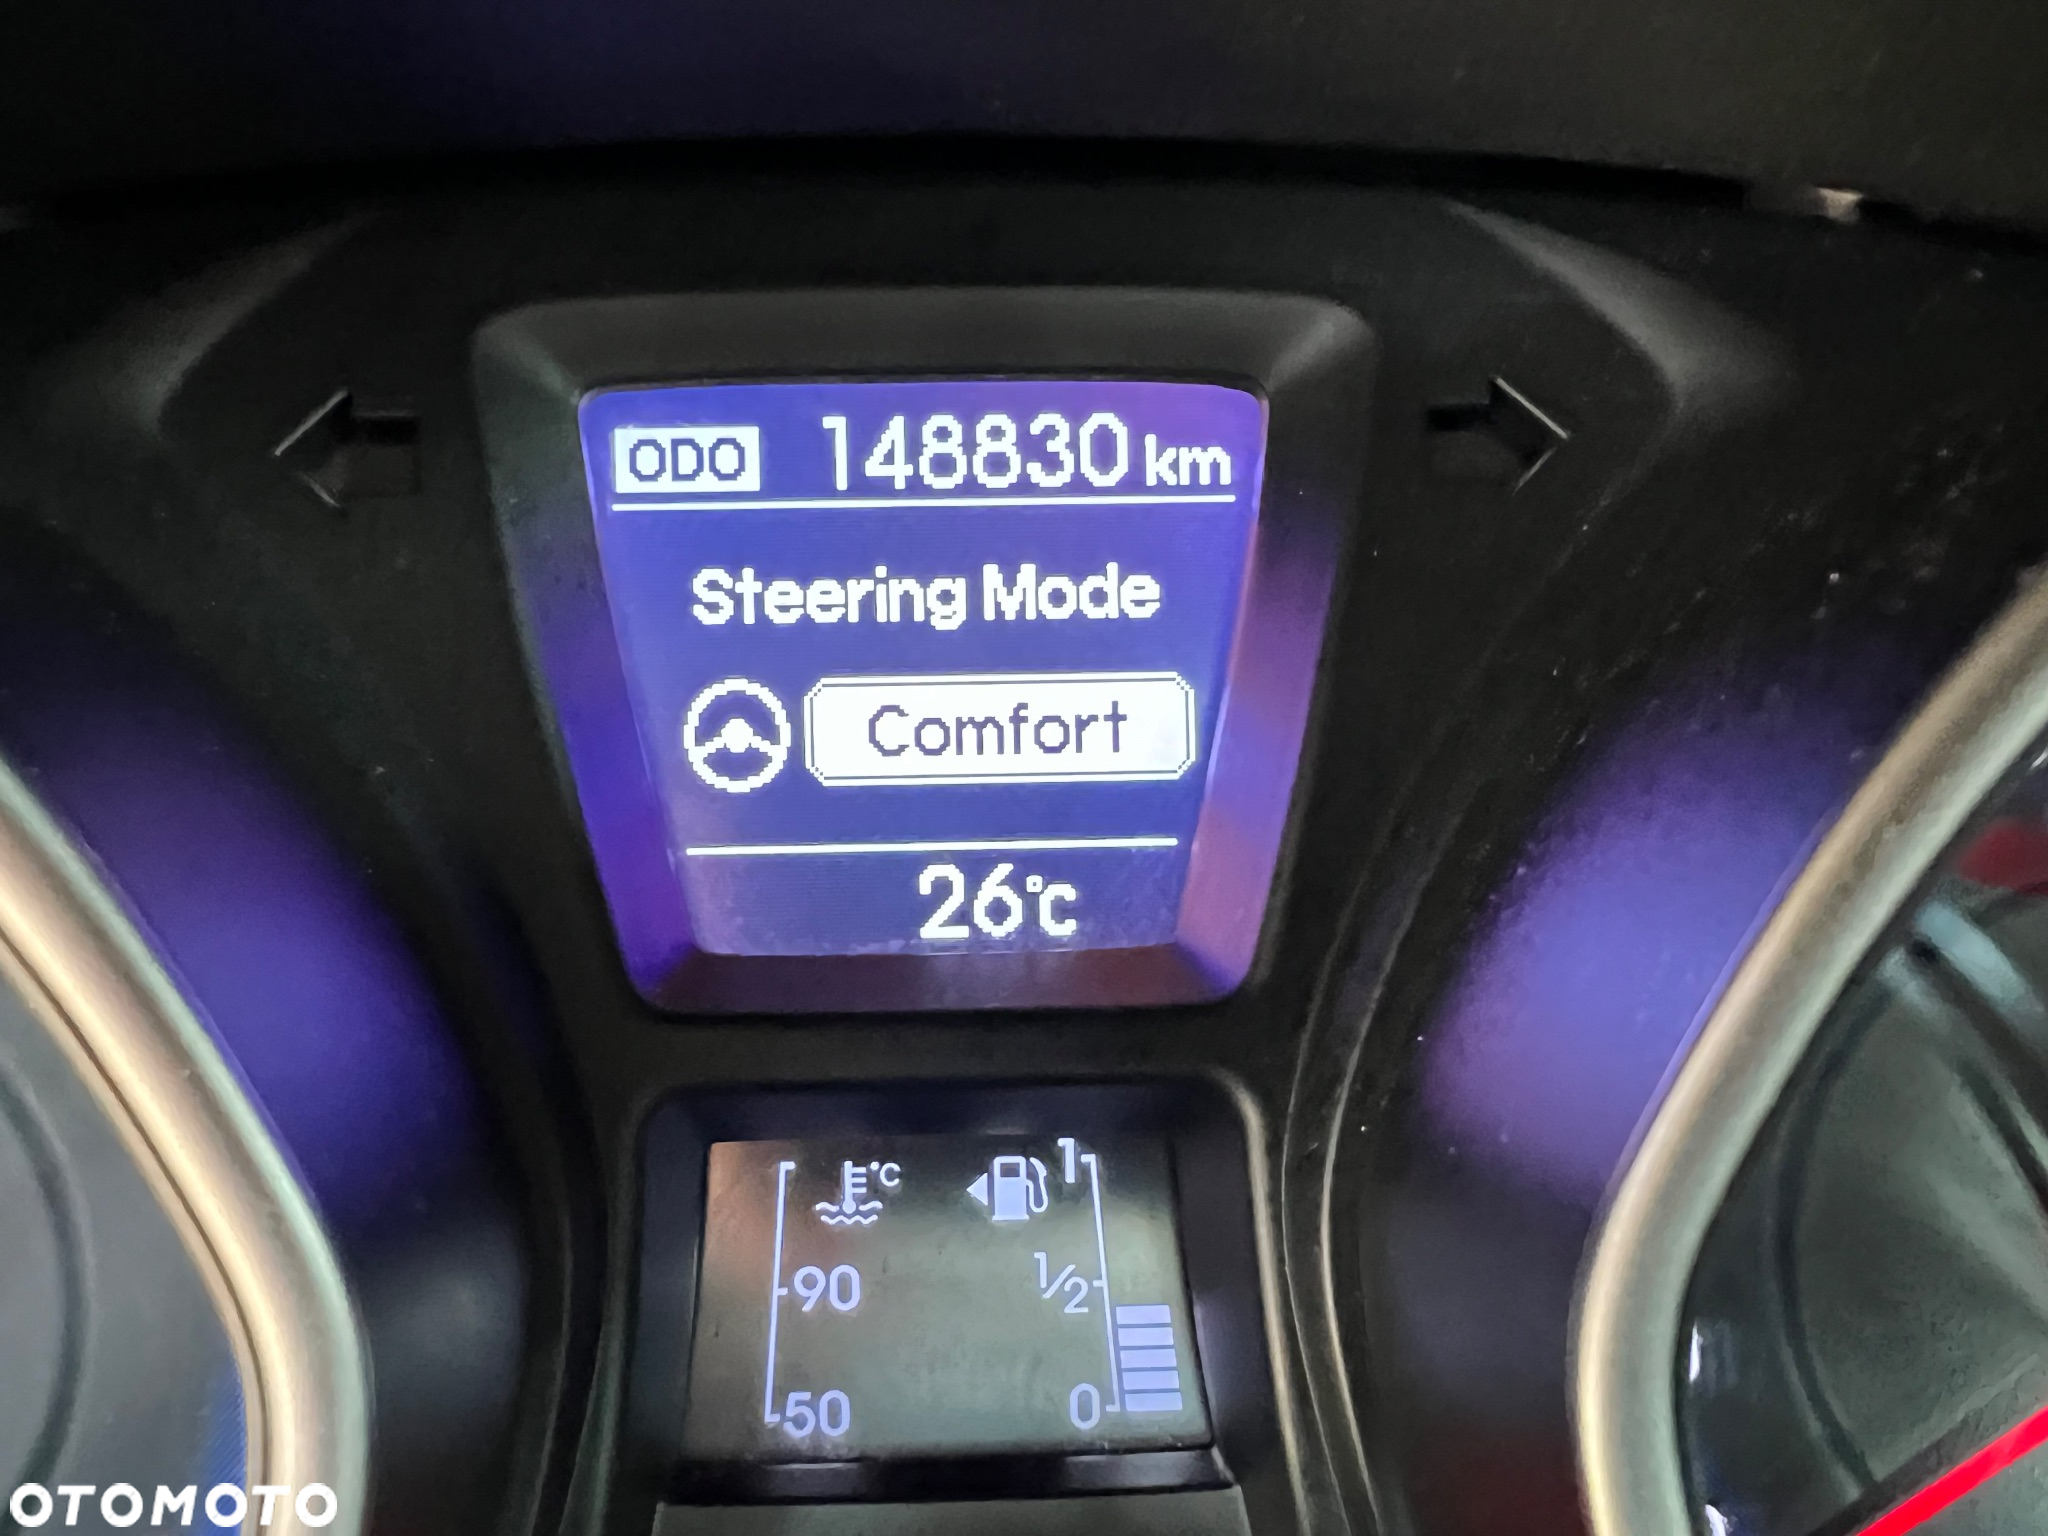 ODO 148830 km
Steering Mode
Comfort
26°C
°C 1
90 1/2
50 0
OTOMOTO